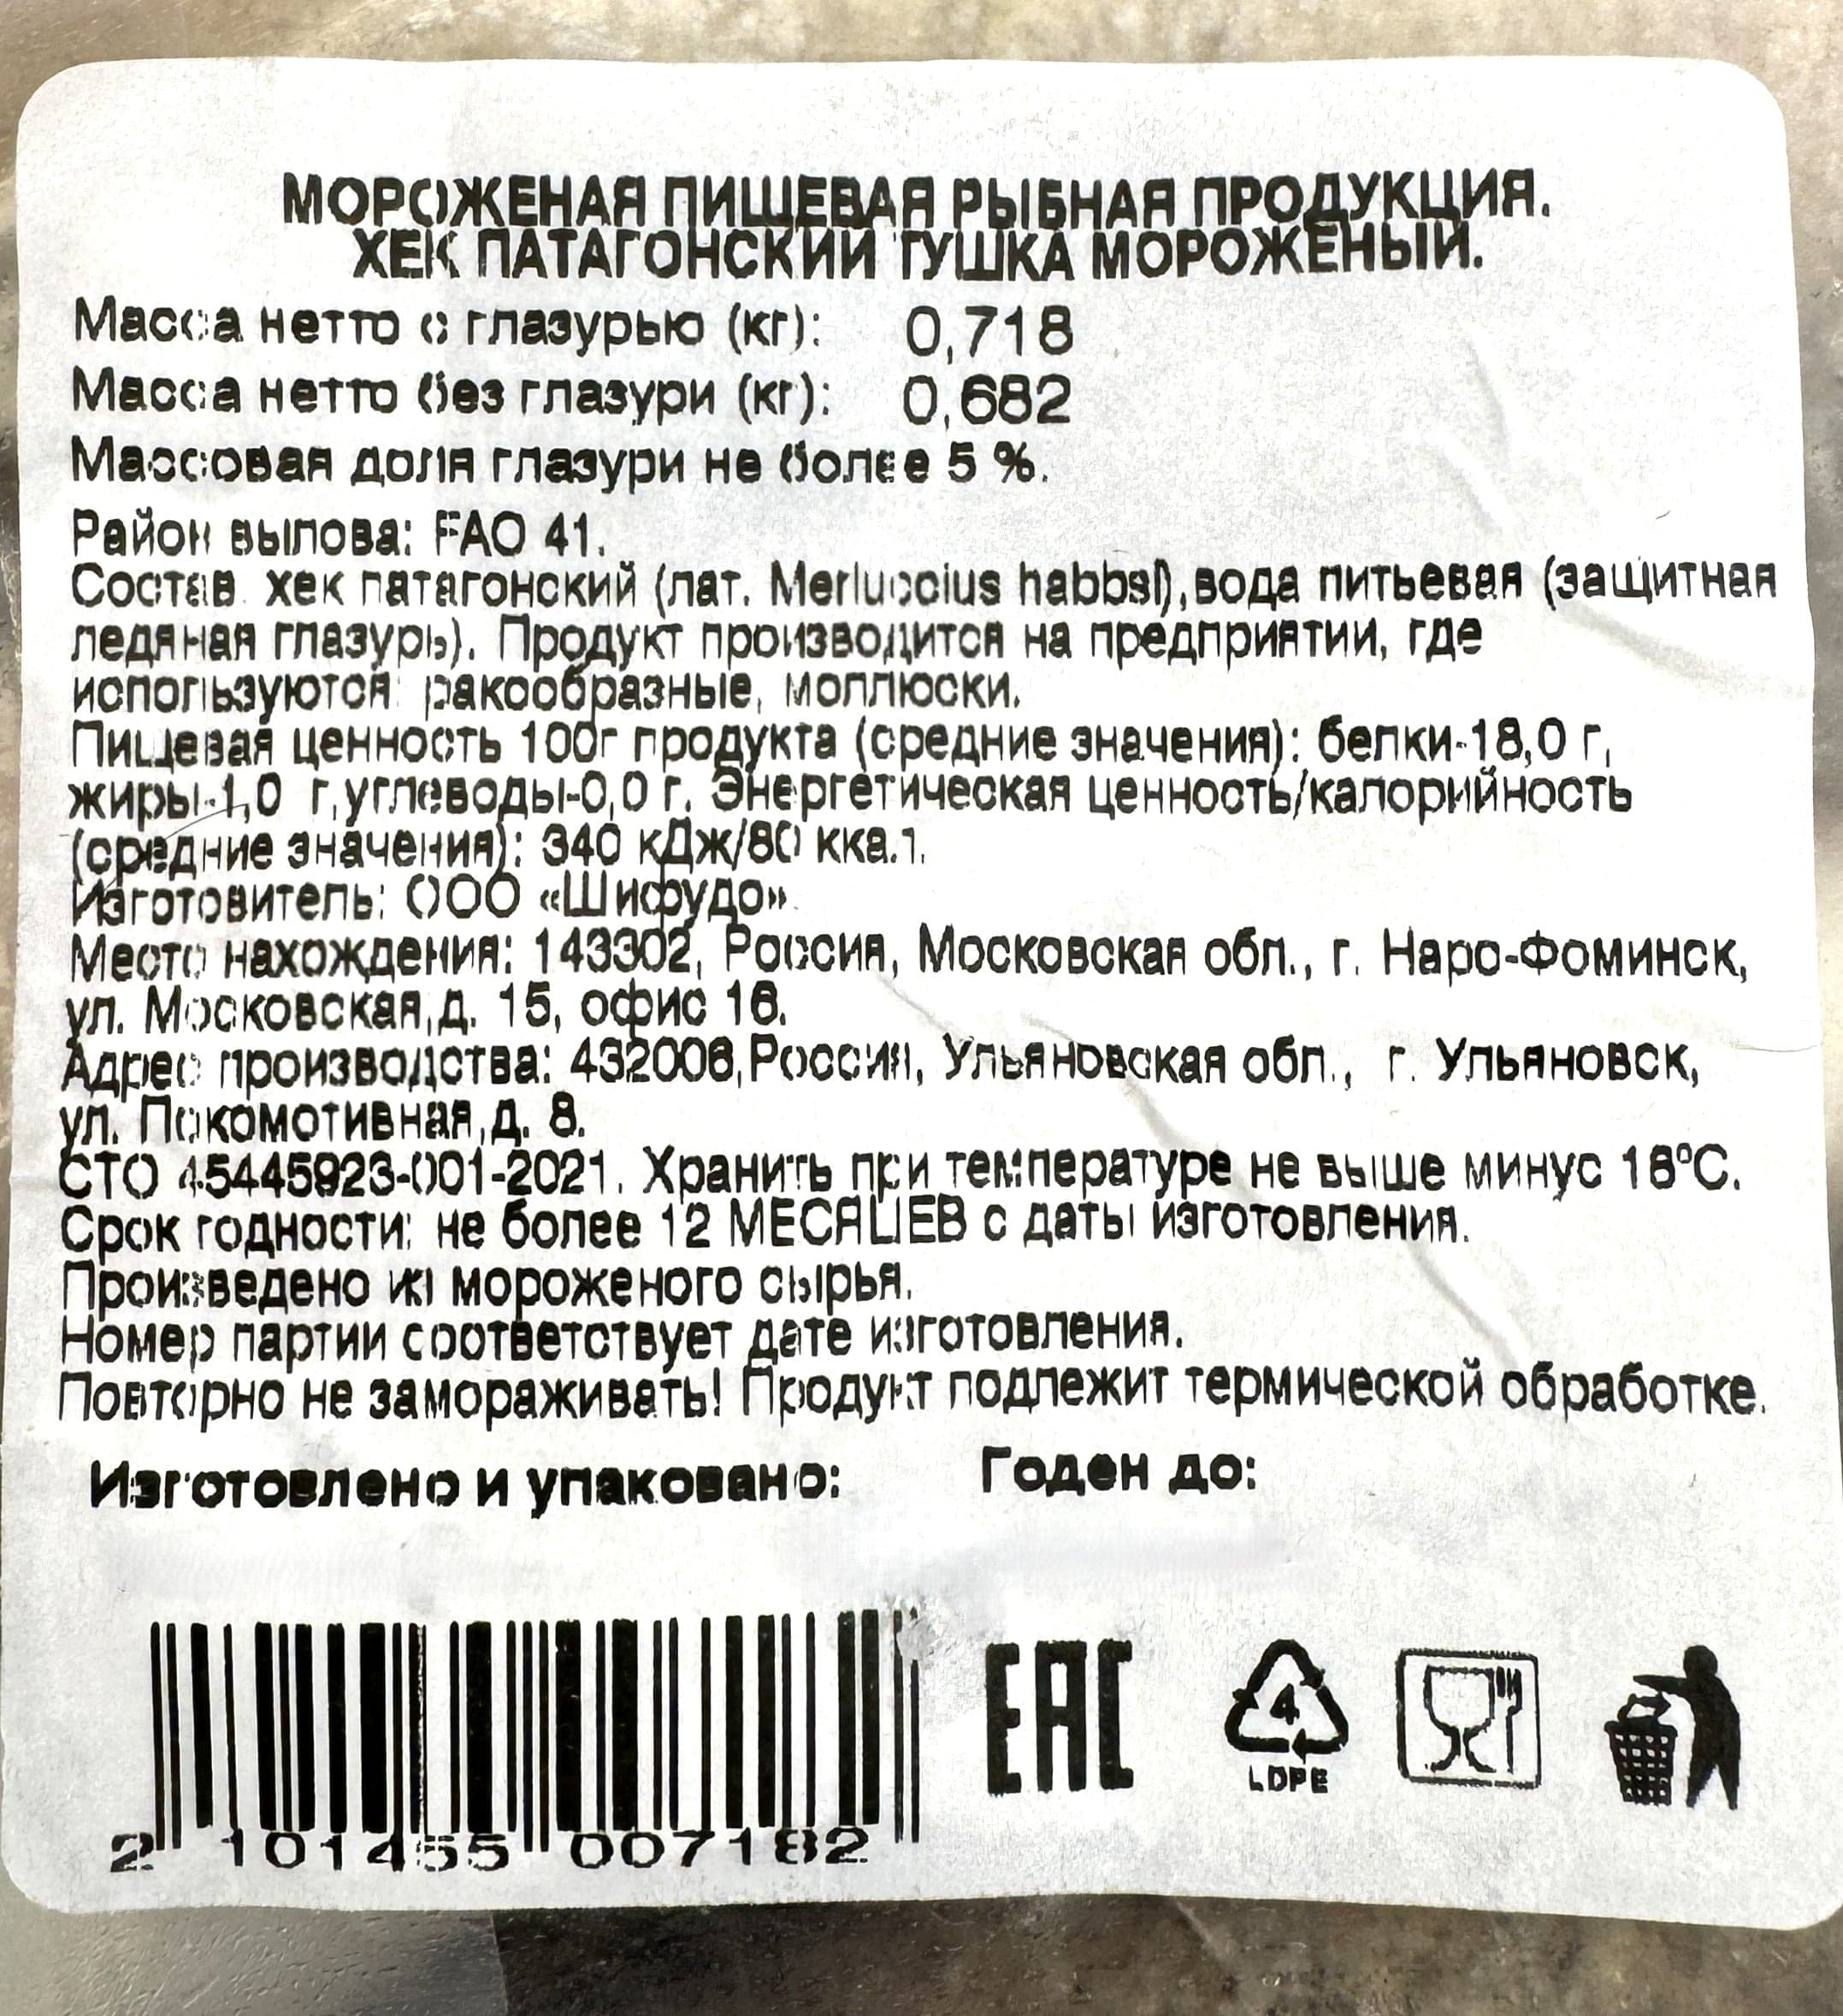 МОРОЖЕНАЯ ПИЩЕВАЯ РЫБНАЯ ПРОДУКЦИЯ.
ХЕК ПАТАГОНСКИЙ ТУШКА МОРОЖЕНЫЙ.
Масса нетто с глазурью (кг): 0,718
Масса нетто без глазури (кг): 0,682
Массовая доля глазури не более 5 %.
Район вылова: FAO 41.
Состав: хек патагонский (лат. Merluccius habbsi), вода питьевая (защитная
ледяная глазурь). Продукт производится на предприятии, где
используются: ракообразные, моллюски.
Пищевая ценность 100г продукта (средние значения): белки-18,0 г,
жиры-1,0 г,углеводы-0,0 г. Энергетическая ценность/калорийность
(средние значения): 340 кДж/80 ккал.
Изготовитель: ООО «Шифудо».
Место нахождения: 143302, Россия, Московская обл., г. Наро-Фоминск,
ул. Московская,д. 15, офис 16.
Адрес производства: 432006,Россия, Ульяновская обл., г. Ульяновск,
ул. Локомотивная,д. 8.
СТО 45445923-001-2021. Хранить при температуре не выше минус 18°С.
Срок годности: не более 12 МЕСЯЦЕВ с даты изготовления.
Произведено из мороженого сырья.
Номер партии соответствует дате изготовления.
Повторно не замораживать! Продукт подлежит термической обработке.
Изготовлено и упаковано: Годен до:
2 101455 007182
ЕАС
4
LDPE